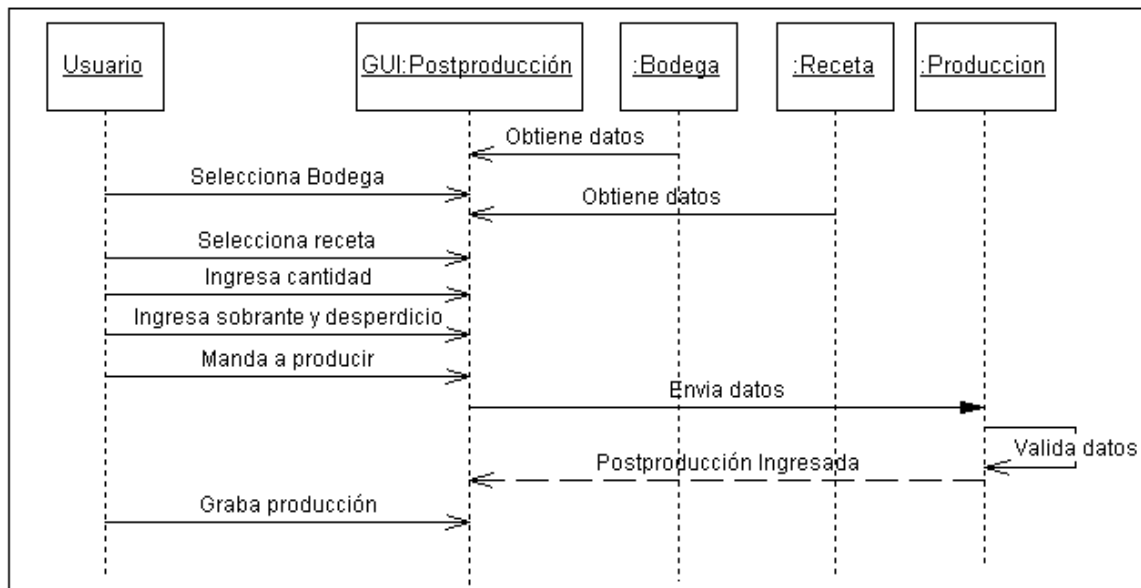 Usuario
GUI:Postproducción
:Bodega
:Receta
:Produccion
Obtiene datos
Selecciona Bodega
Obtiene datos
Selecciona receta
Ingresa cantidad
Ingresa sobrante y desperdicio
Manda a producir
Envia datos
Valida datos
Postproducción Ingresada
Graba producción